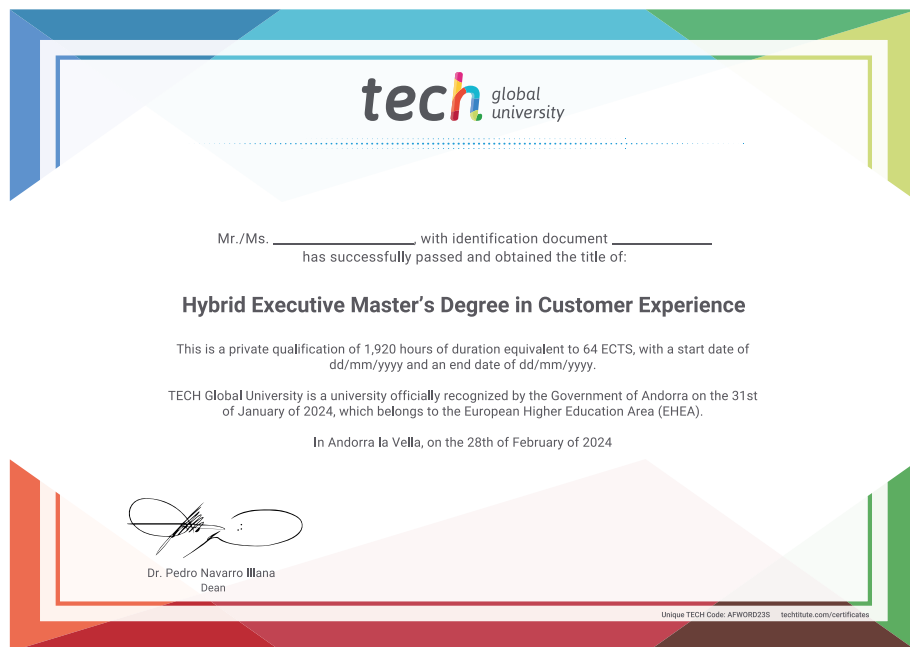 tech global
university
Mr./Ms. ________________, with identification document ____________
has successfully passed and obtained the title of:
Hybrid Executive Master’s Degree in Customer Experience
This is a private qualification of 1,920 hours of duration equivalent to 64 ECTS, with a start date of
dd/mm/yyyy and an end date of dd/mm/yyyy.
TECH Global University is a university officially recognized by the Government of Andorra on the 31st
of January of 2024, which belongs to the European Higher Education Area (EHEA).
In Andorra la Vella, on the 28th of February of 2024
Dr. Pedro Navarro Illana
Dean
Unique TECH Code: AFWORD23S techtitute.com/certificates